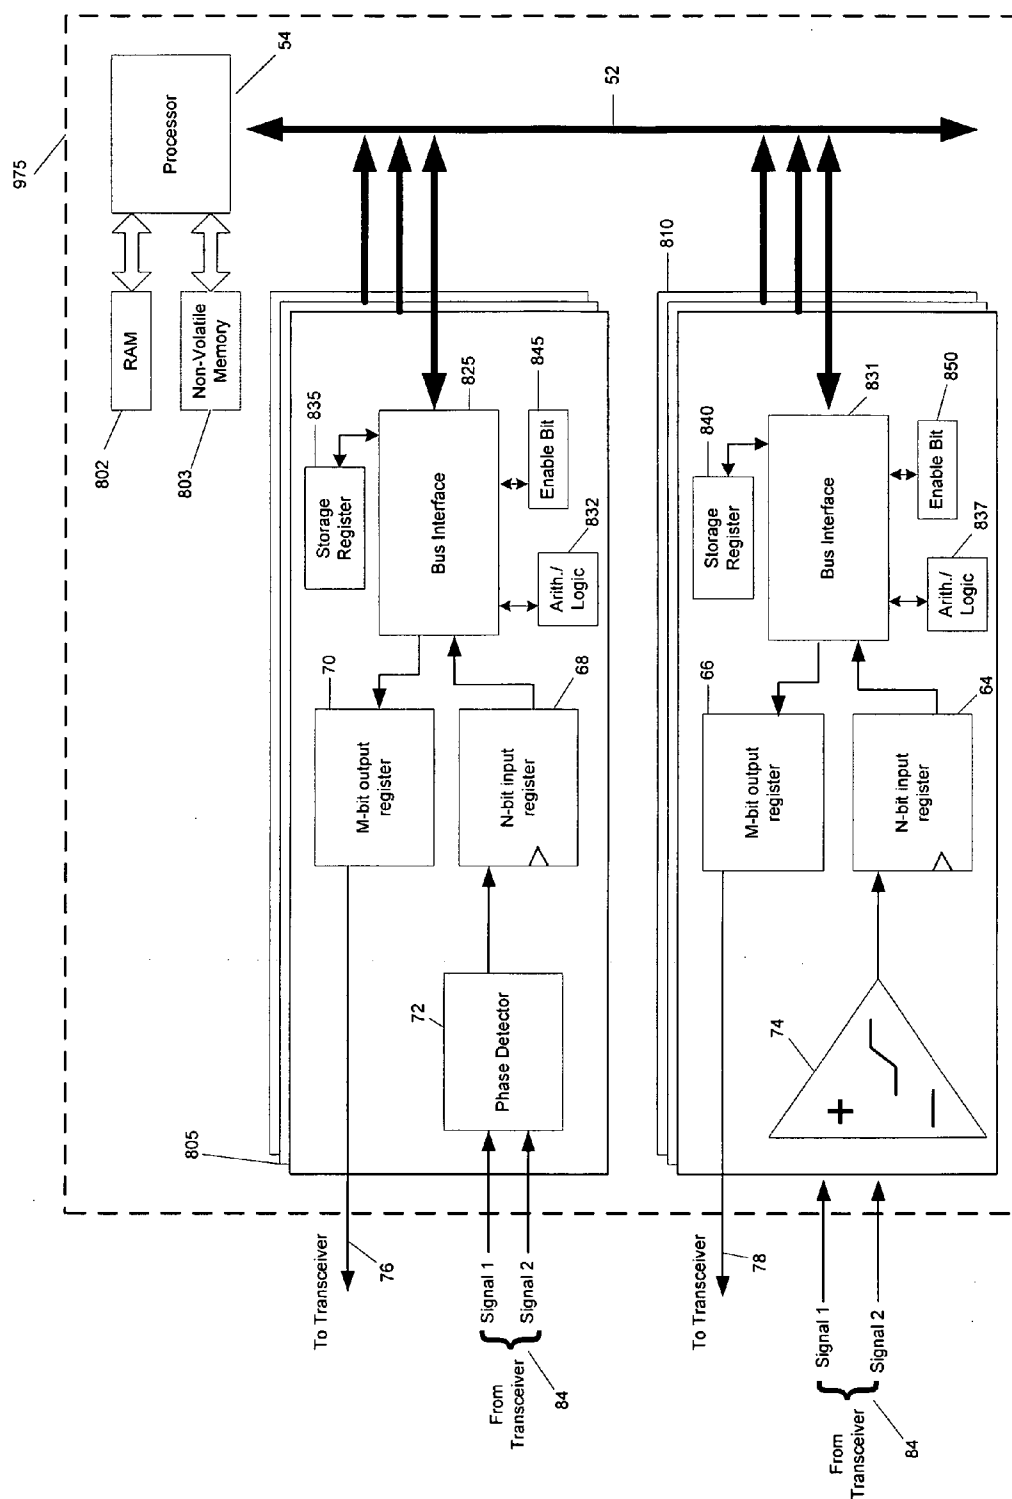 975
Processor
54
RAM
802
Non-Volatile
Memory
803
52
805
To Transceiver
76
M-bit output
register
70
Storage
Register
835
Signal 1
Signal 2
From
Transceiver
84
Phase Detector
72
N-bit input
register
68
Bus Interface
825
Arith./
Logic
832
Enable Bit
845
810
To Transceiver
78
M-bit output
register
66
Storage
Register
840
Signal 1
Signal 2
From
Transceiver
84
+
−
74
N-bit input
register
64
Bus Interface
831
Arith./
Logic
837
Enable Bit
850